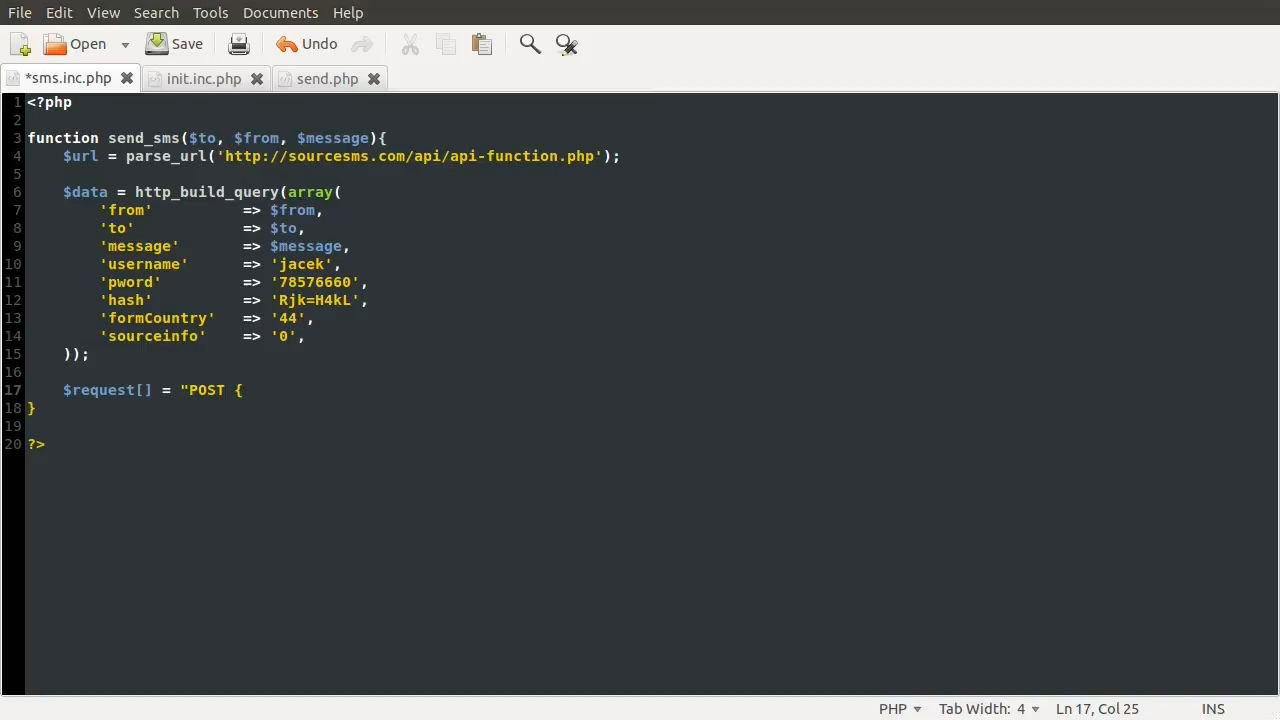 File Edit View Search Tools Documents Help
Open Save Undo
*sms.inc.php init.inc.php send.php
1 <?php
2
3 function send_sms($to, $from, $message){
4     $url = parse_url('http://sourcesms.com/api/api-function.php');
5
6     $data = http_build_query(array(
7         'from'          => $from,
8         'to'            => $to,
9         'message'       => $message,
10         'username'      => 'jacek',
11         'pword'         => '78576660',
12         'hash'          => 'Rjk=H4kL',
13         'formCountry'   => '44',
14         'sourceinfo'    => '0',
15     ));
16
17     $request[] = "POST {
18 }
19
20 ?>
PHP Tab Width: 4 Ln 17, Col 25 INS